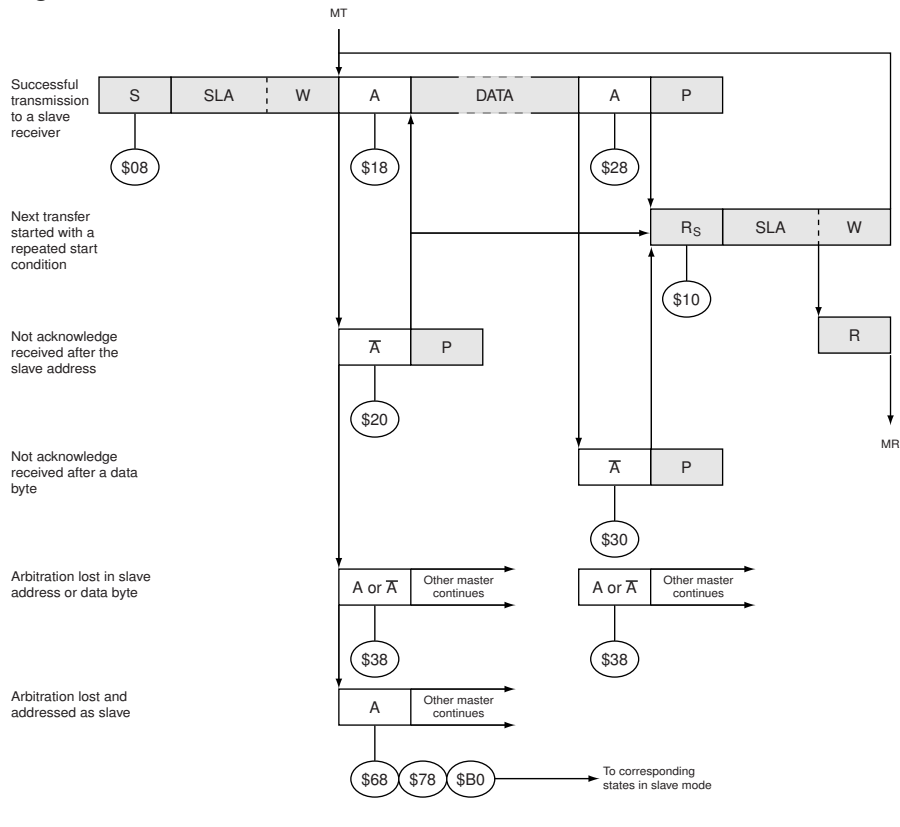 MT
Successful
transmission
to a slave
receiver
S SLA W A DATA A P
$08 $18 $28
Next transfer
started with a
repeated start
condition
RS SLA W
$10
Not acknowledge
received after the
slave address
A̅ P
R
$20
MR
Not acknowledge
received after a data
byte
A̅ P
$30
Arbitration lost in slave
address or data byte
A or A̅ Other master
continues
A or A̅ Other master
continues
$38 $38
Arbitration lost and
addressed as slave
A Other master
continues
$68 $78 $B0 To corresponding
states in slave mode